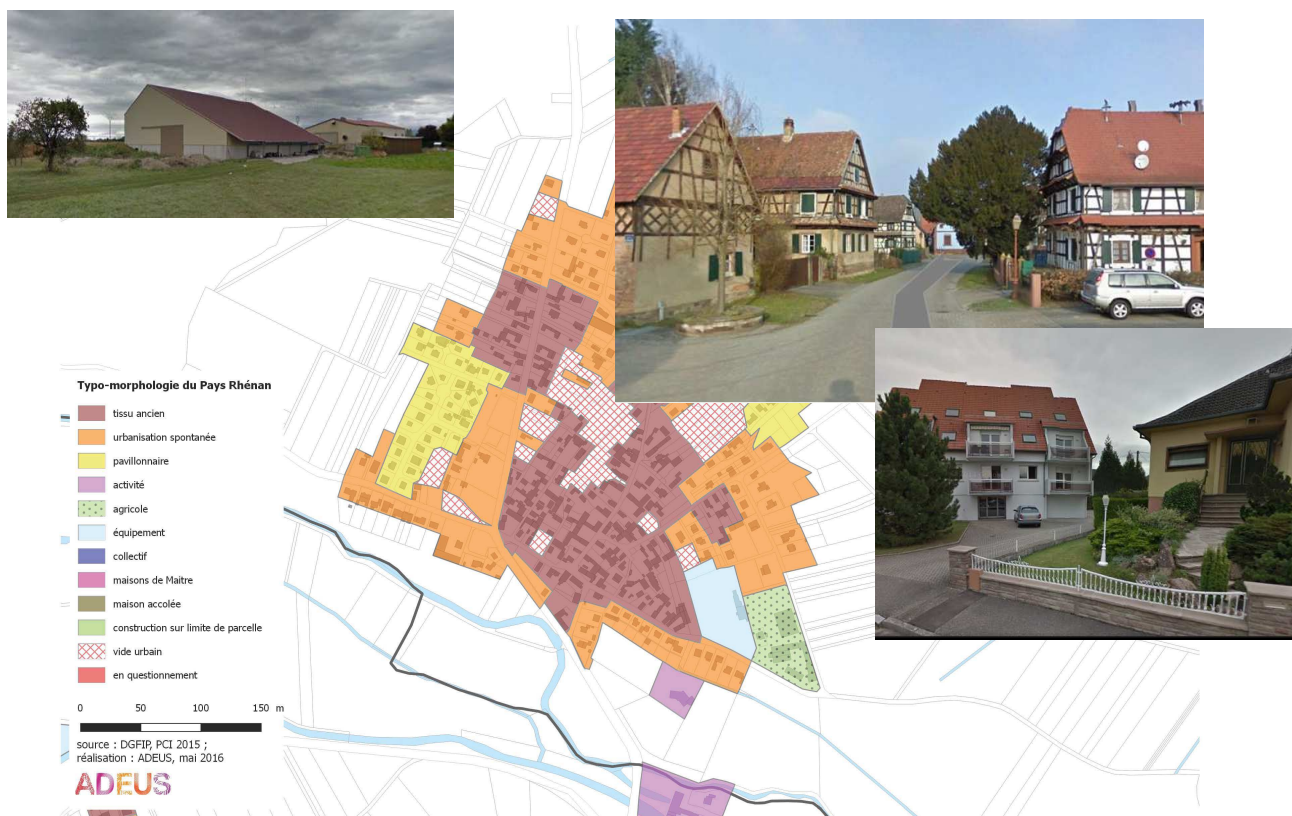 Typo-morphologie du Pays Rhénan
tissu ancien
urbanisation spontanée
pavillonnaire
activité
agricole
équipement
collectif
maisons de Maitre
maison accolée
construction sur limite de parcelle
vide urbain
en questionnement
0 50 100 150 m
source : DGFIP, PCI 2015 ;
réalisation : ADEUS, mai 2016
ADEUS